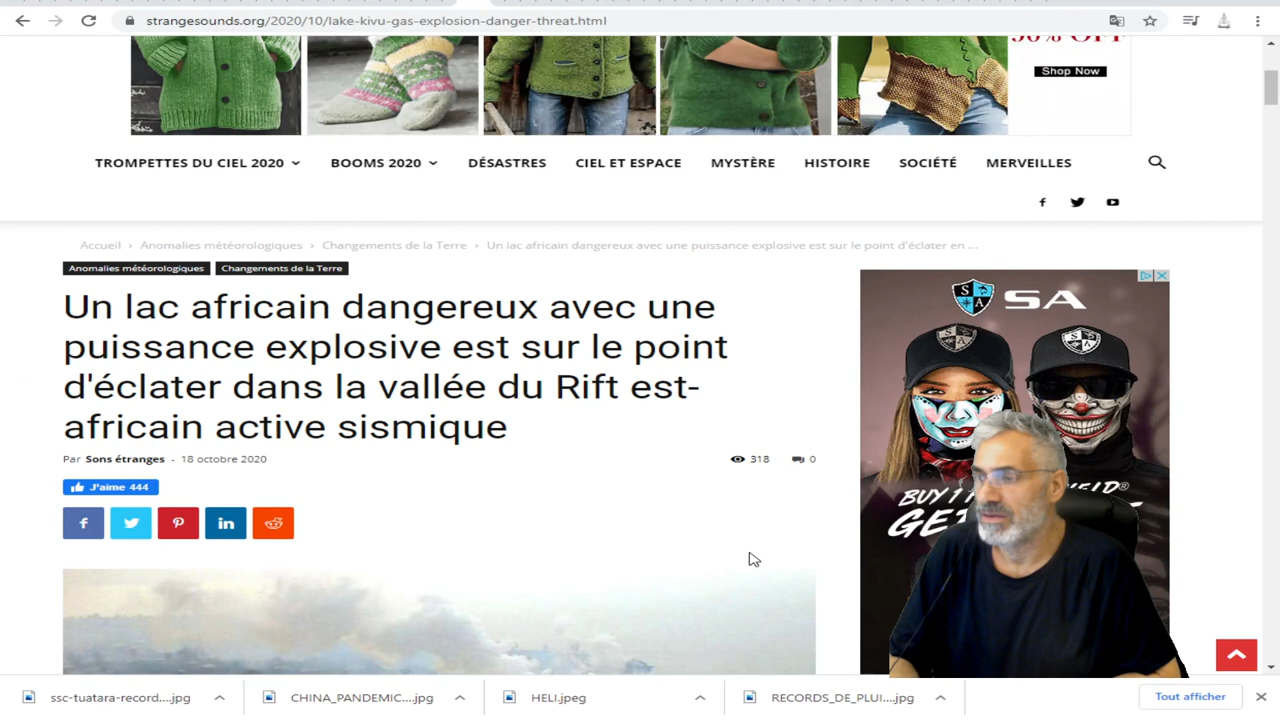 strangesounds.org/2020/10/lake-kivu-gas-explosion-danger-threat.html
Shop Now
TROMPETTES DU CIEL 2020
BOOMS 2020
DÉSASTRES
CIEL ET ESPACE
MYSTÈRE
HISTOIRE
SOCIÉTÉ
MERVEILLES
Accueil › Anomalies météorologiques › Changements de la Terre › Un lac africain dangereux avec une puissance explosive est sur le point d'éclater en ...
Anomalies météorologiques
Changements de la Terre
Un lac africain dangereux avec une
puissance explosive est sur le point
d'éclater dans la vallée du Rift est-
africain active sismique
Par Sons étranges - 18 octobre 2020
318
0
J'aime 444
SA
SA
BUY 1
GE
ssc-tuatara-record....jpg
CHINA_PANDEMIC....jpg
HELI.jpeg
RECORDS_DE_PLUI....jpg
Tout afficher